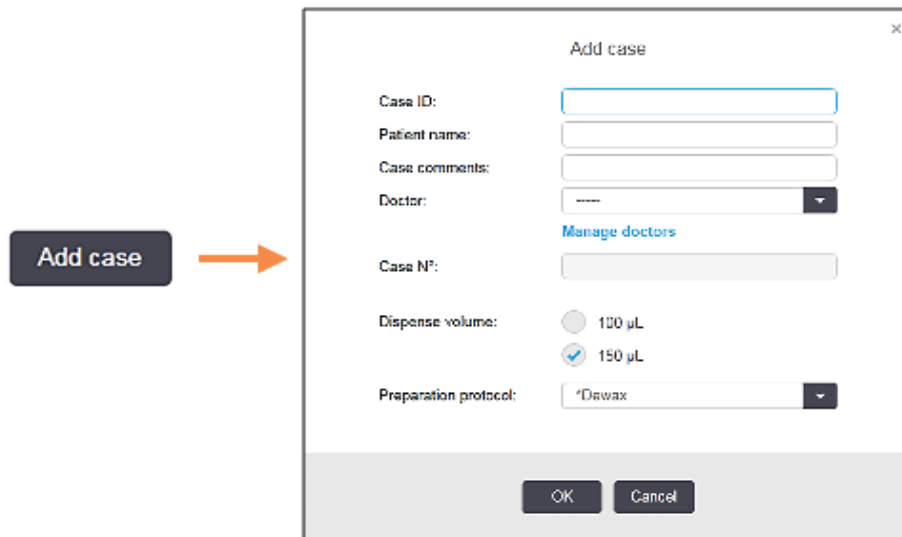 Add case
Add case
Case ID:
Patient name:
Case comments:
Doctor: -----
Manage doctors
Case N°:
Dispense volume: 100 µL
150 µL
Preparation protocol: *Dewax
OK Cancel